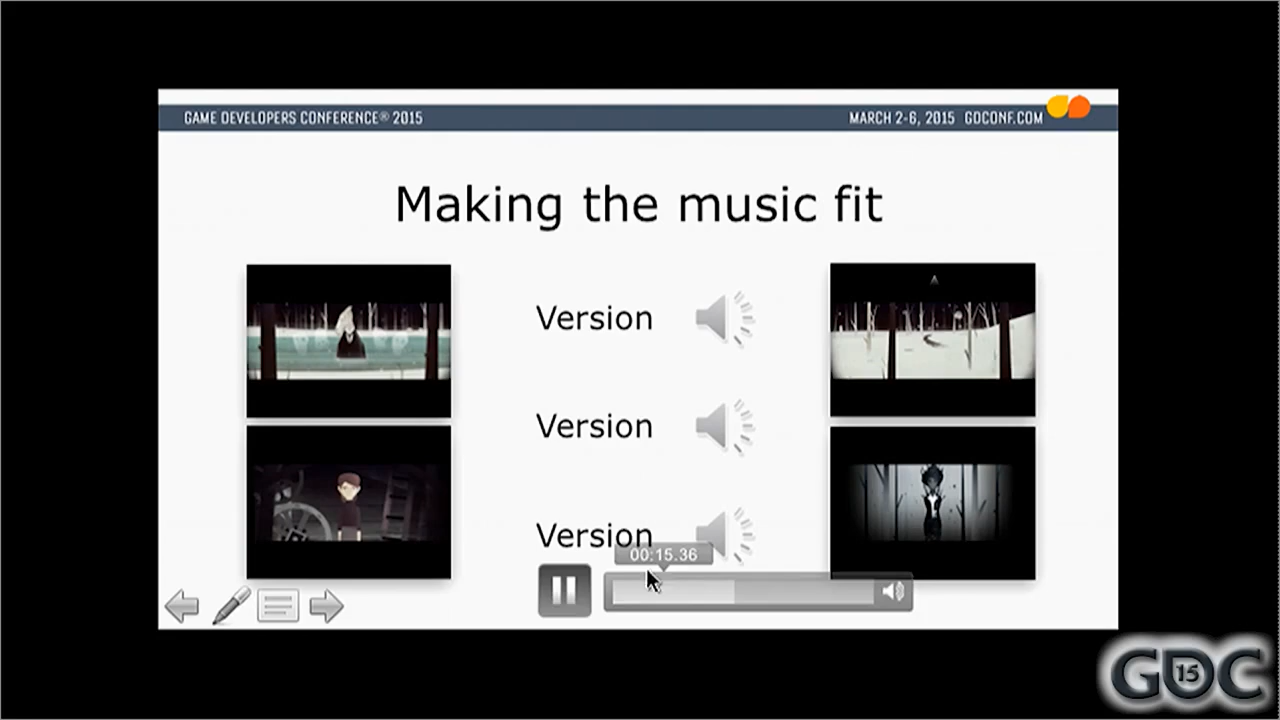 GAME DEVELOPERS CONFERENCE® 2015
MARCH 2-6, 2015 GDCONF.COM
Making the music fit
Version
Version
Version
00:15.36
GDC
15